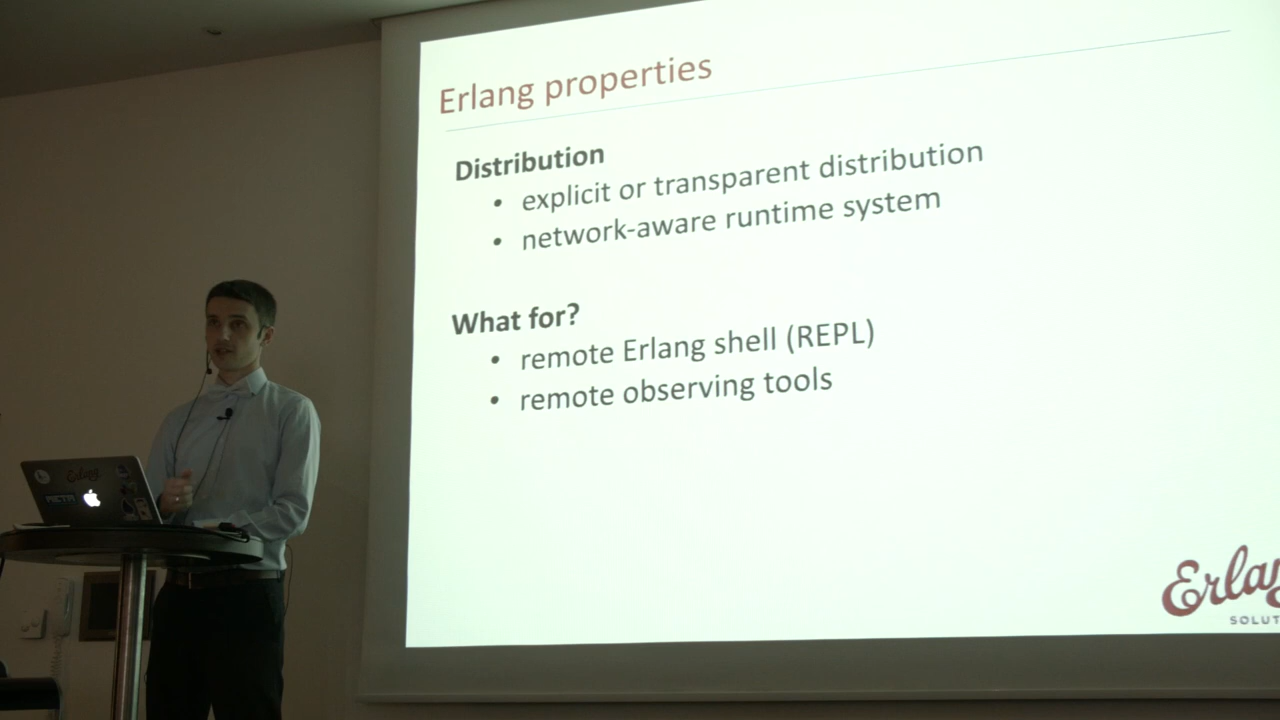 Erlang properties
Distribution
• explicit or transparent distribution
• network-aware runtime system
What for?
• remote Erlang shell (REPL)
• remote observing tools
Erlang